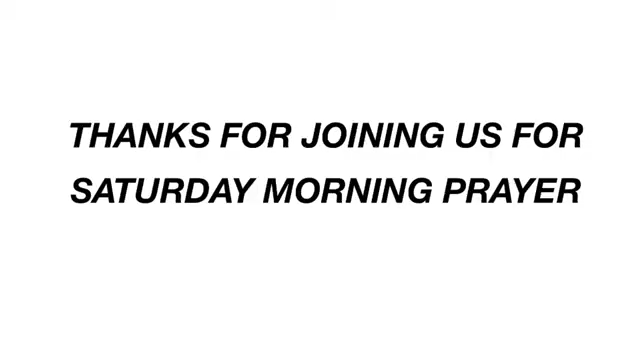 THANKS FOR JOINING US FOR
SATURDAY MORNING PRAYER